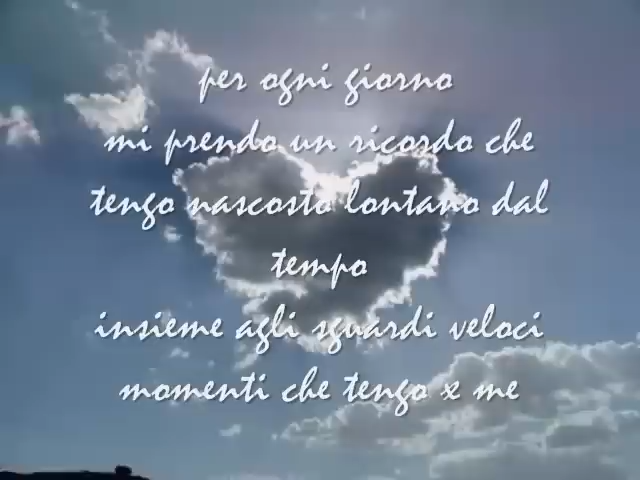 per ogni giorno
mi prendo un ricordo che
tengo nascosto lontano dal
tempo
insieme agli sguardi veloci
momenti che tengo x me